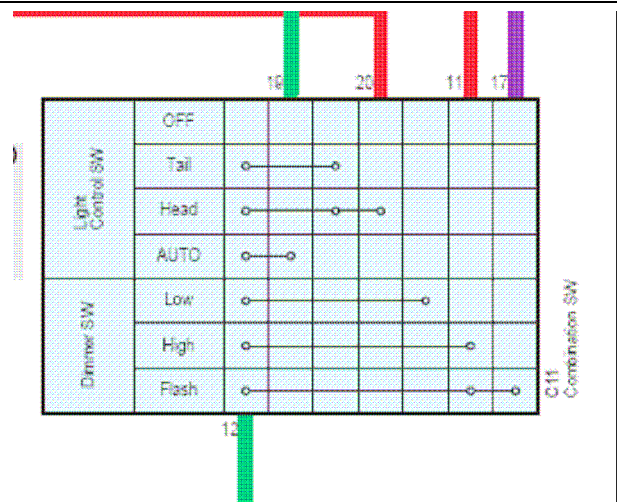 19 20 11 17
OFF
Tail
Head
AUTO
Low
High
Flash
Light
Control SW
Dimmer SW
12
C11
Combination SW